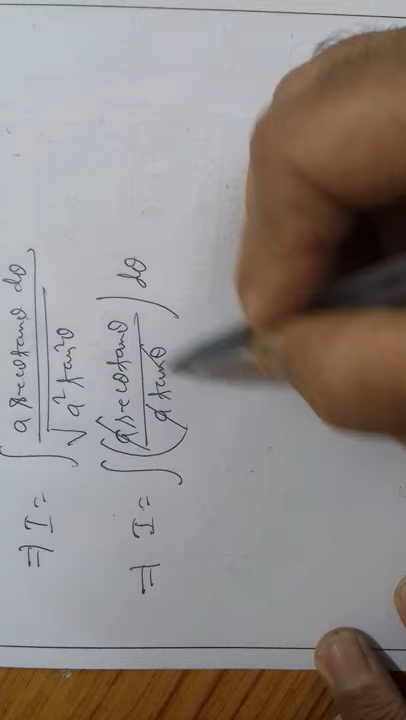 ⇒ I = ∫ a secθ tanθ dθ / √(a² tan²θ)
⇒ I = ∫ (a secθ tanθ / a tanθ) dθ